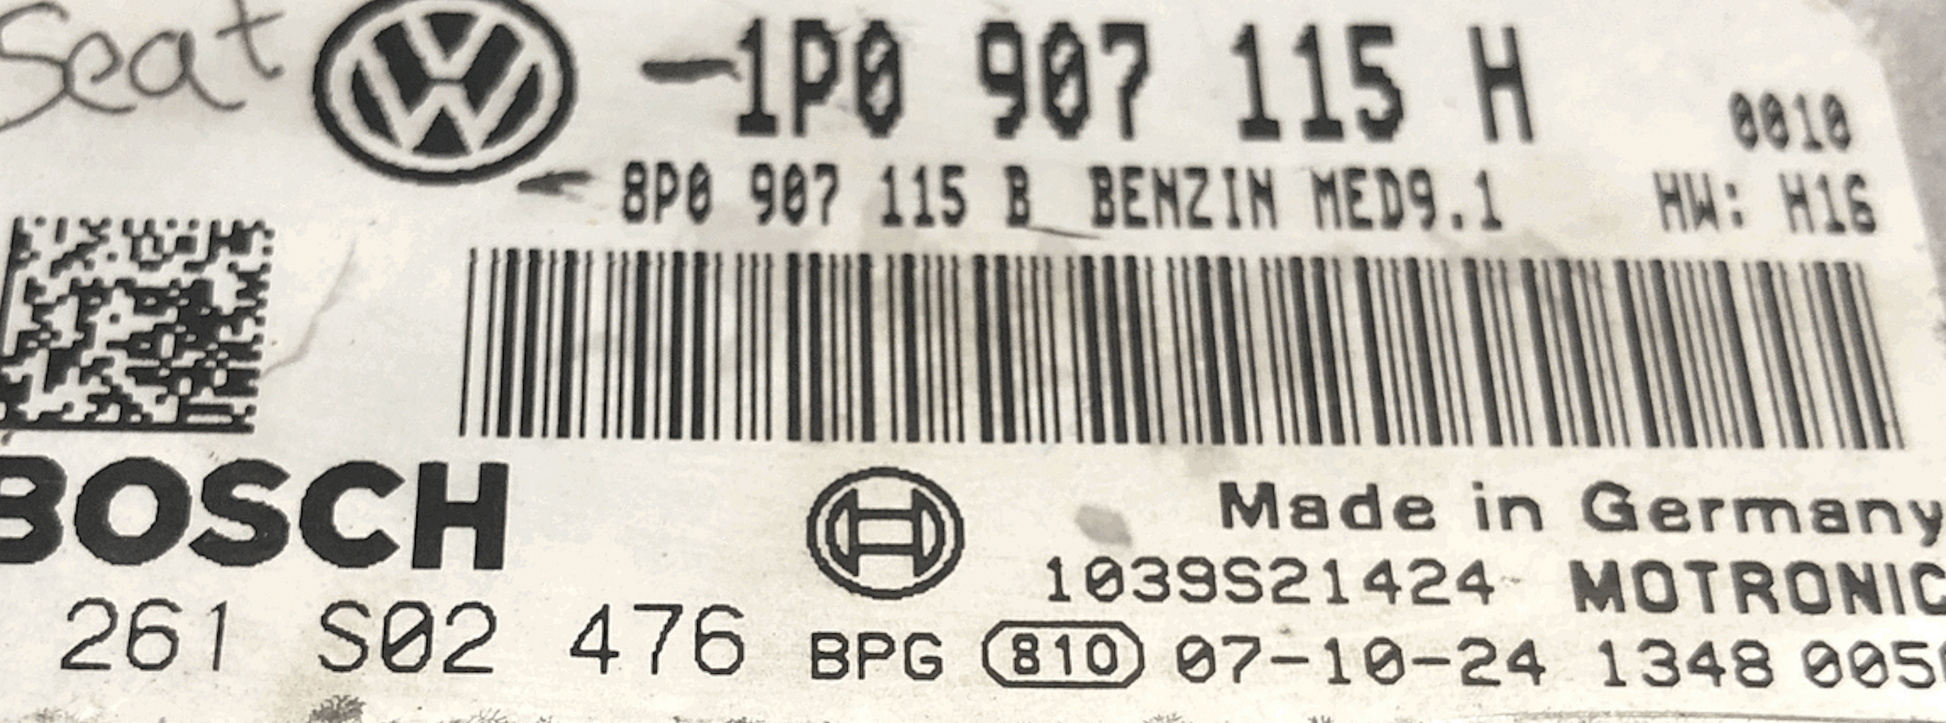 Seat
1P0 907 115 H
0010
8P0 907 115 B BENZIN MED9.1 HW: H16
BOSCH
Made in Germany
1039S21424 MOTRONIC
261 S02 476 BPG 810 07-10-24 1348 005